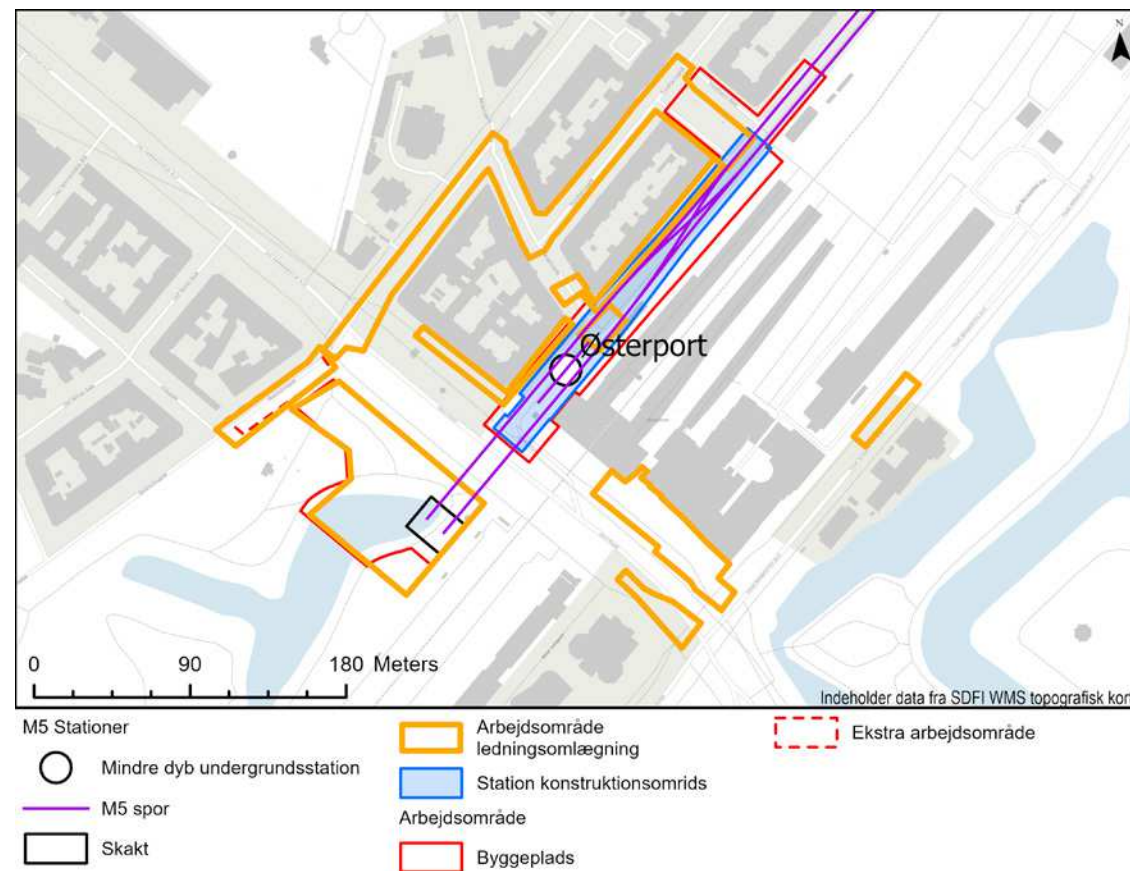 N
Østerport
0 90 180 Meters
Indeholder data fra SDFI WMS topografisk kort
M5 Stationer
Mindre dyb undergrundsstation
M5 spor
Skakt
Arbejdsområde
ledningsomlægning
Station konstruktionsomrids
Arbejdsområde
Byggeplads
Ekstra arbejdsområde